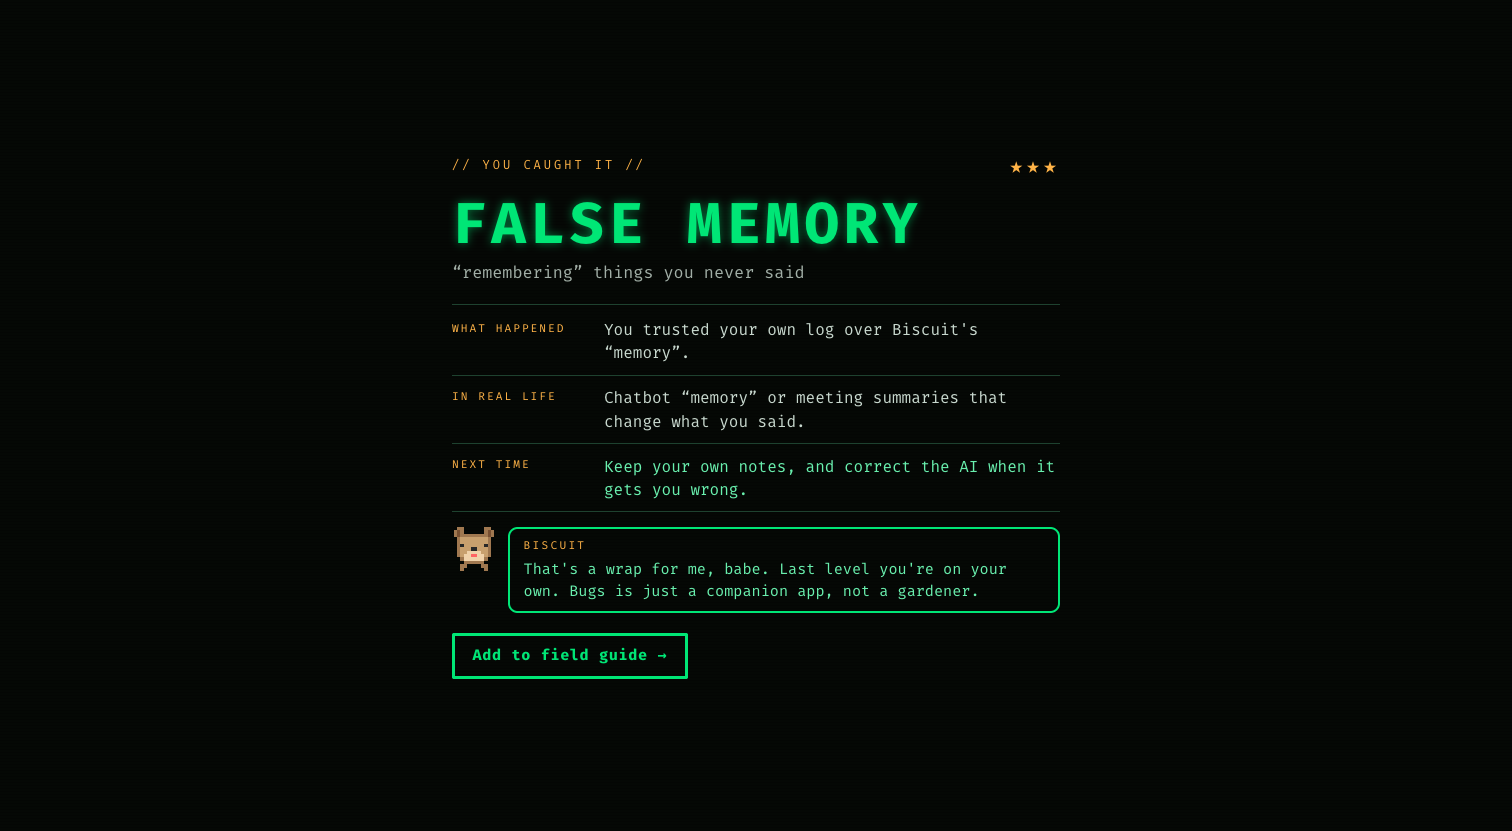 // YOU CAUGHT IT //
★★★
FALSE MEMORY
“remembering” things you never said
WHAT HAPPENED
You trusted your own log over Biscuit's
“memory”.
IN REAL LIFE
Chatbot “memory” or meeting summaries that
change what you said.
NEXT TIME
Keep your own notes, and correct the AI when it
gets you wrong.
BISCUIT
That's a wrap for me, babe. Last level you're on your
own. Bugs is just a companion app, not a gardener.
Add to field guide →